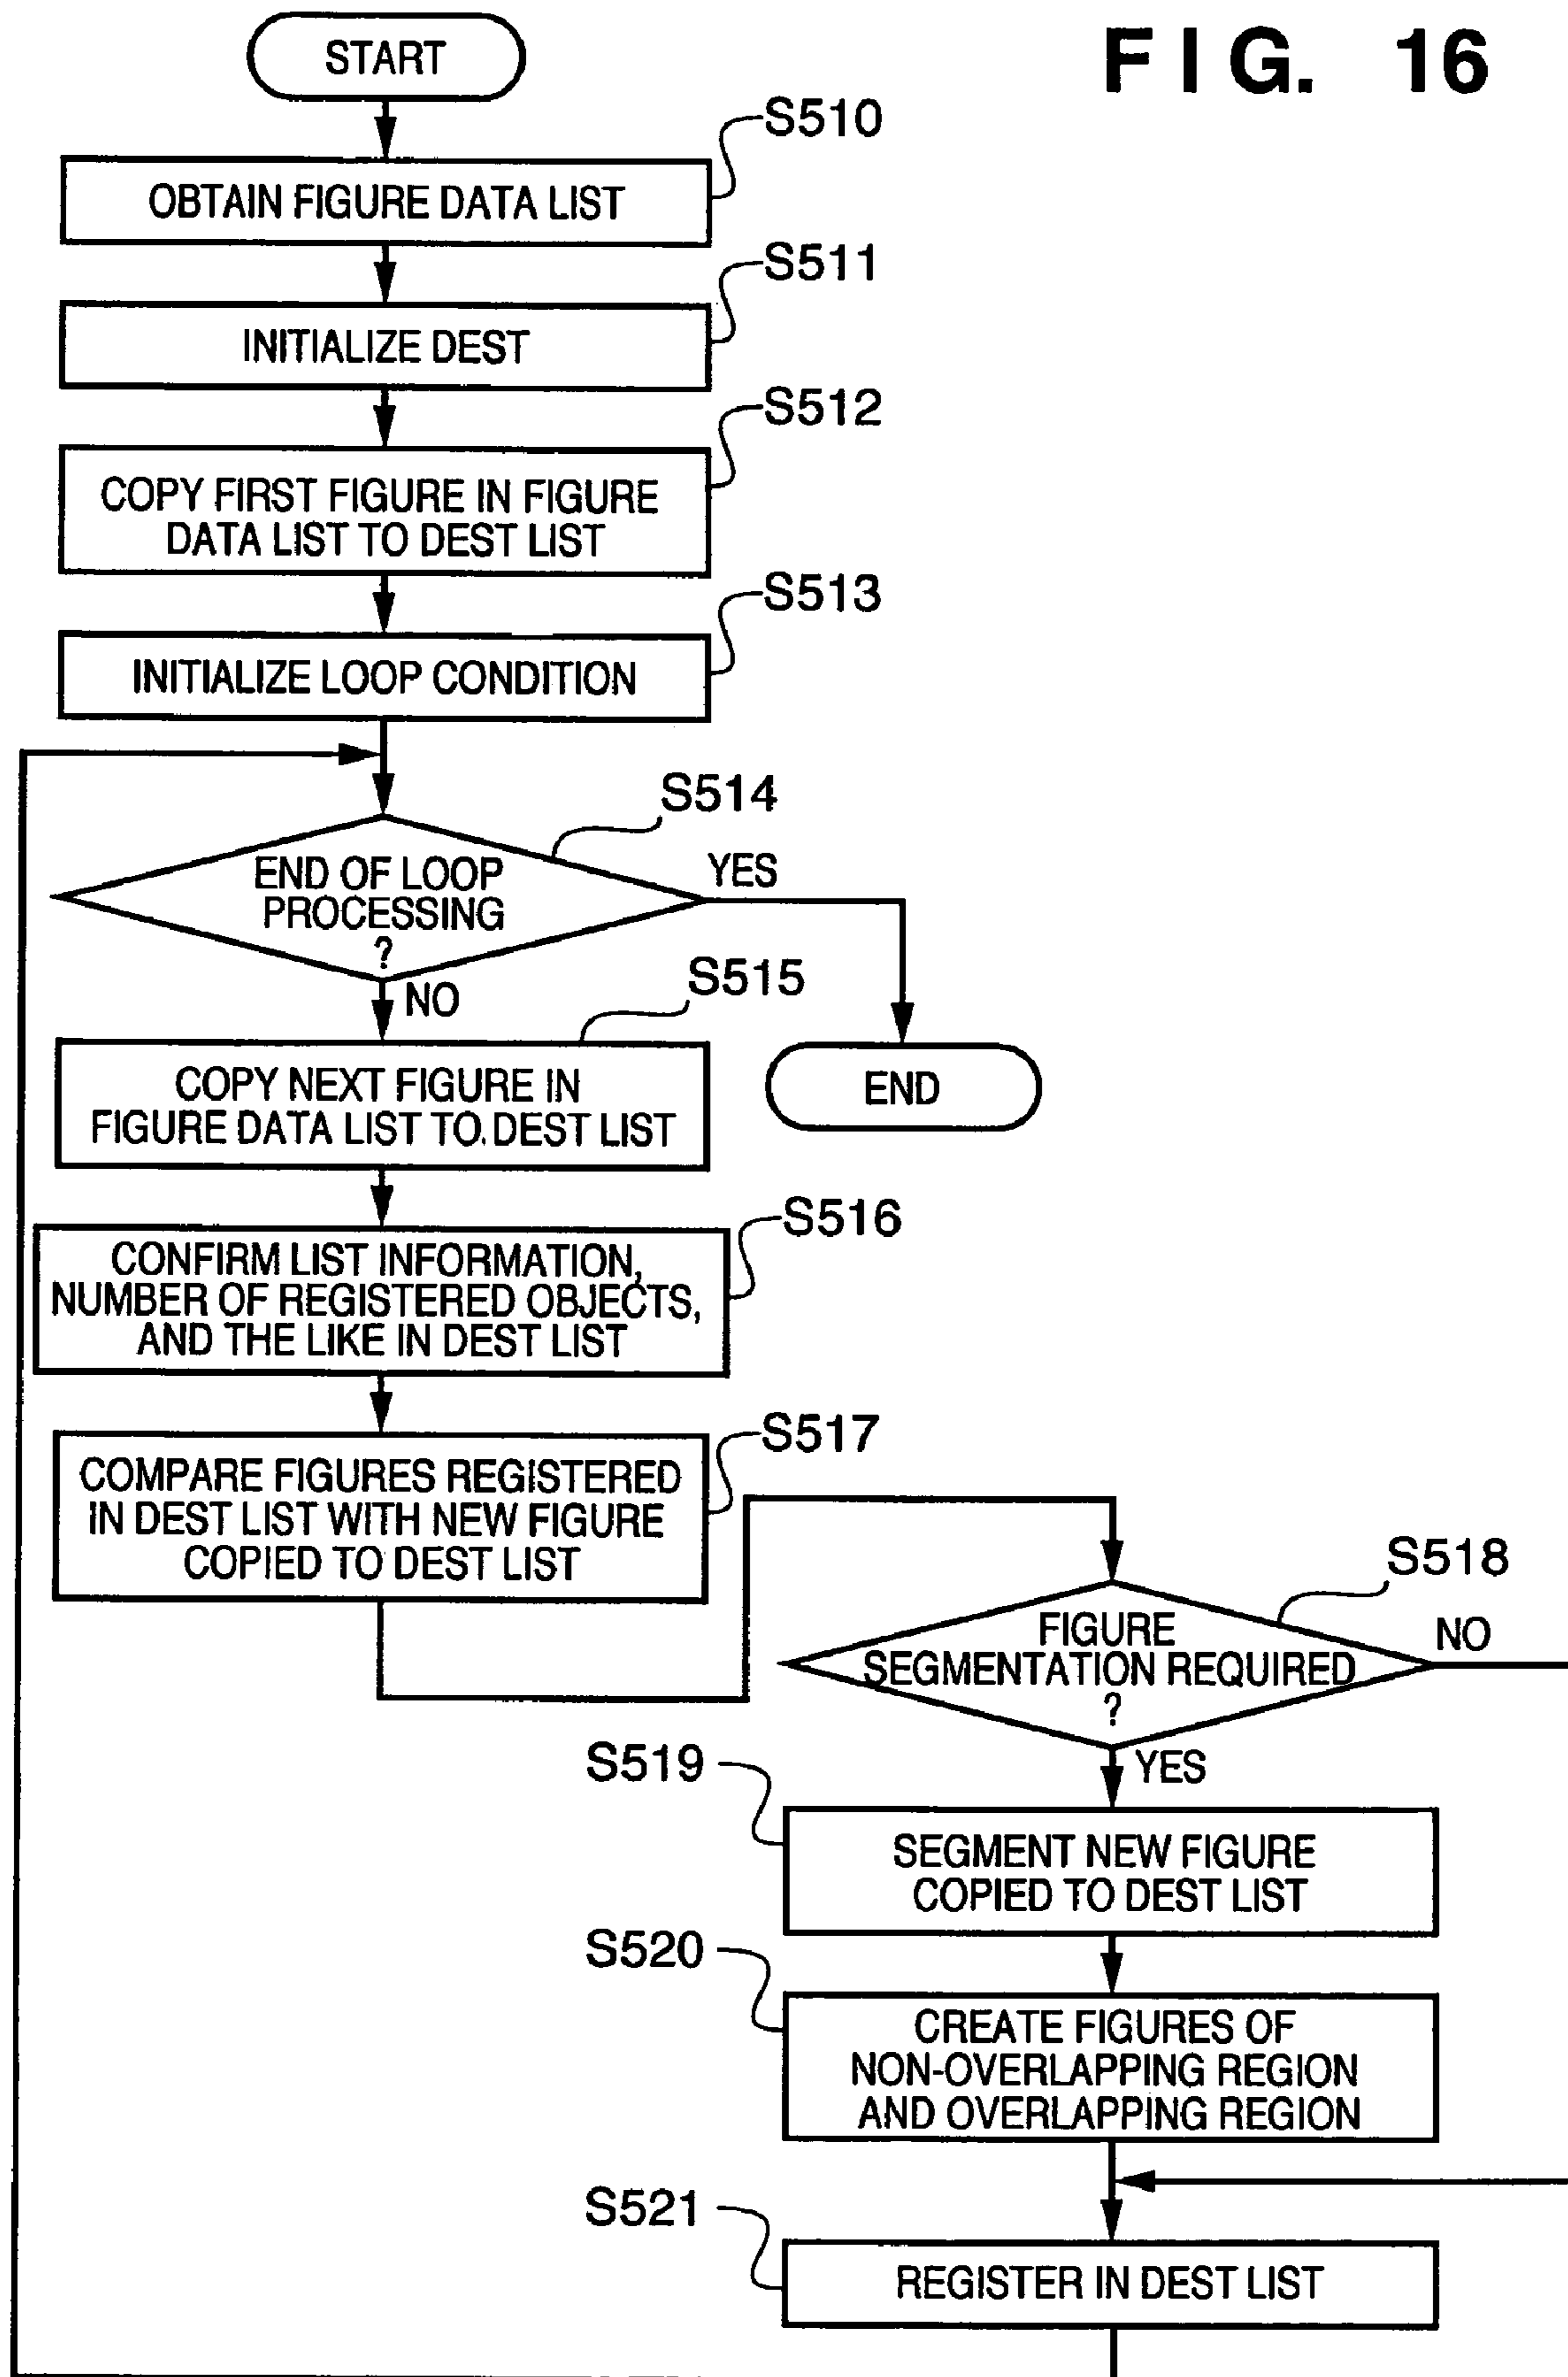 FIG. 16
START
S510
OBTAIN FIGURE DATA LIST
S511
INITIALIZE DEST
S512
COPY FIRST FIGURE IN FIGURE
DATA LIST TO DEST LIST
S513
INITIALIZE LOOP CONDITION
S514
END OF LOOP
PROCESSING
?
YES
NO
END
S515
COPY NEXT FIGURE IN
FIGURE DATA LIST TO DEST LIST
S516
CONFIRM LIST INFORMATION,
NUMBER OF REGISTERED OBJECTS,
AND THE LIKE IN DEST LIST
S517
COMPARE FIGURES REGISTERED
IN DEST LIST WITH NEW FIGURE
COPIED TO DEST LIST
S518
FIGURE
SEGMENTATION REQUIRED
?
NO
YES
S519
SEGMENT NEW FIGURE
COPIED TO DEST LIST
S520
CREATE FIGURES OF
NON-OVERLAPPING REGION
AND OVERLAPPING REGION
S521
REGISTER IN DEST LIST